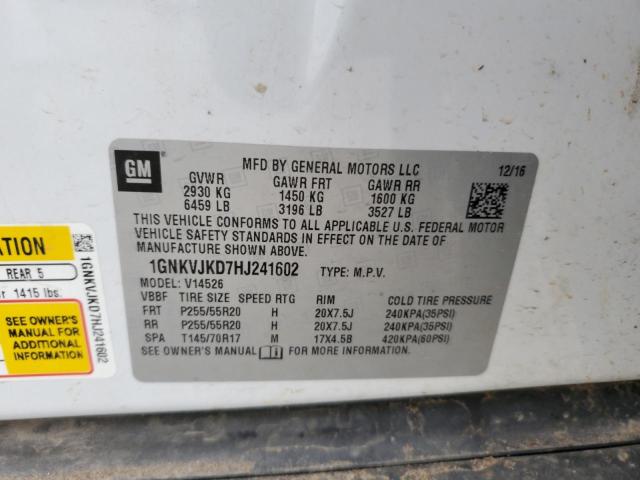 GM
MFD BY GENERAL MOTORS LLC
12/16
GVWR GAWR FRT GAWR RR
2930 KG 1450 KG 1600 KG
6459 LB 3196 LB 3527 LB
THIS VEHICLE CONFORMS TO ALL APPLICABLE U.S. FEDERAL MOTOR
VEHICLE SAFETY STANDARDS IN EFFECT ON THE DATE OF
MANUFACTURE SHOWN ABOVE.
1GNKVJKD7HJ241602 TYPE: M.P.V.
MODEL: V14526
VBBF TIRE SIZE SPEED RTG RIM COLD TIRE PRESSURE
FRT P255/55R20 H 20X7.5J 240KPA(35PSI)
RR P255/55R20 H 20X7.5J 240KPA(35PSI)
SPA T145/70R17 M 17X4.5B 420KPA(60PSI)
SEE OWNER'S MANUAL FOR MORE INFORMATION.
ATION
REAR 5
1415 lbs.
SEE OWNER'S
MANUAL FOR
ADDITIONAL
INFORMATION
1GNKVJKD7HJ241602